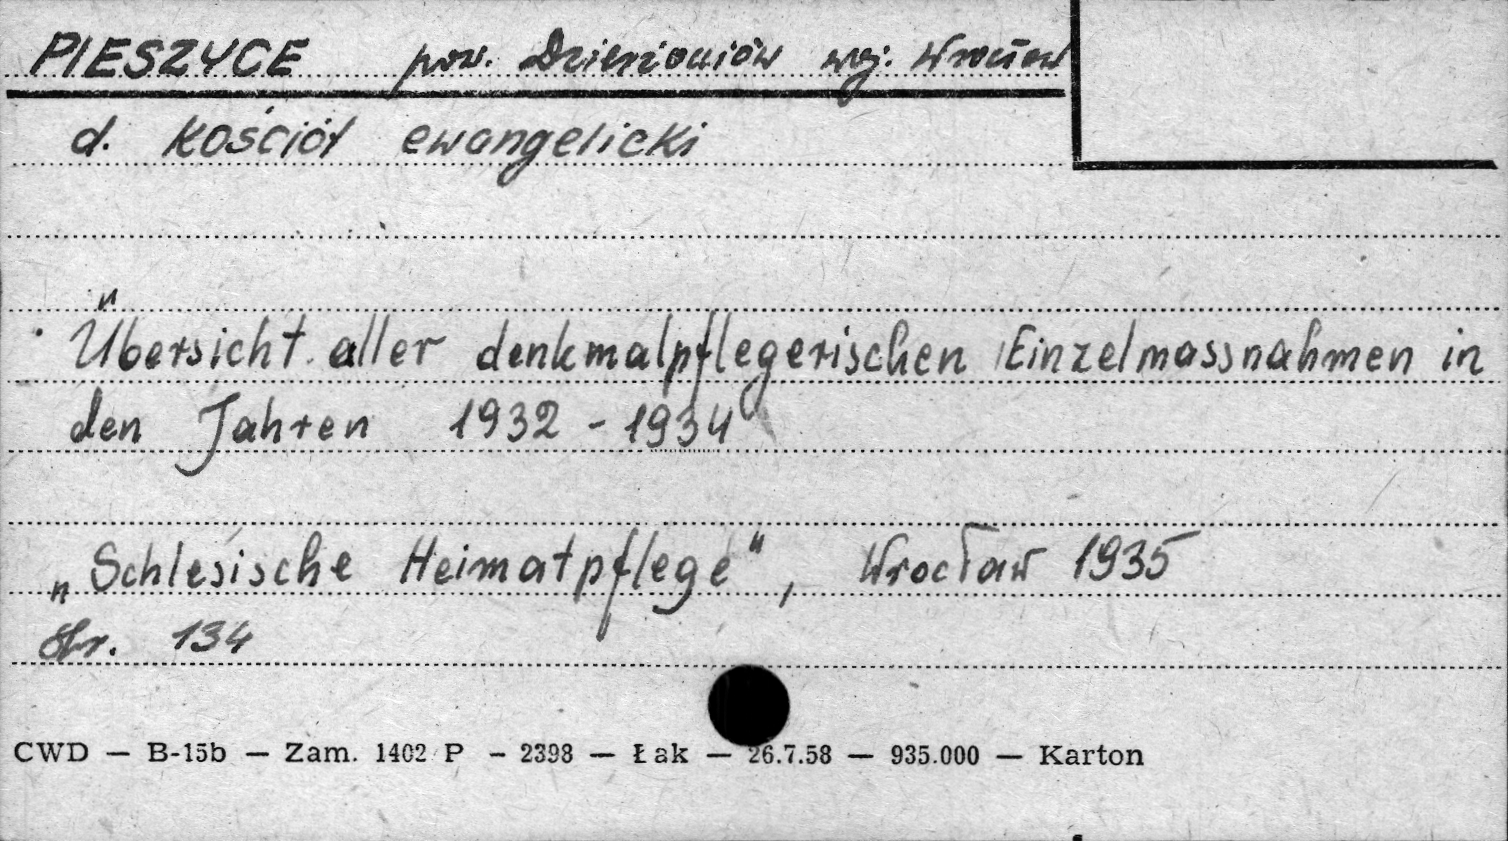 PIESZYCE pow. Dzierżoniów woj. Wrocław
d. kościół ewangelicki
Übersicht aller denkmalpflegerischen Einzelmassnahmen in
den Jahren 1932 - 1934
„Schlesische Heimatpflege", Wrocław 1935
Str. 134
CWD — B-15b — Zam. 1402 P - 2398 — Łak — 26.7.58 — 935.000 — Karton